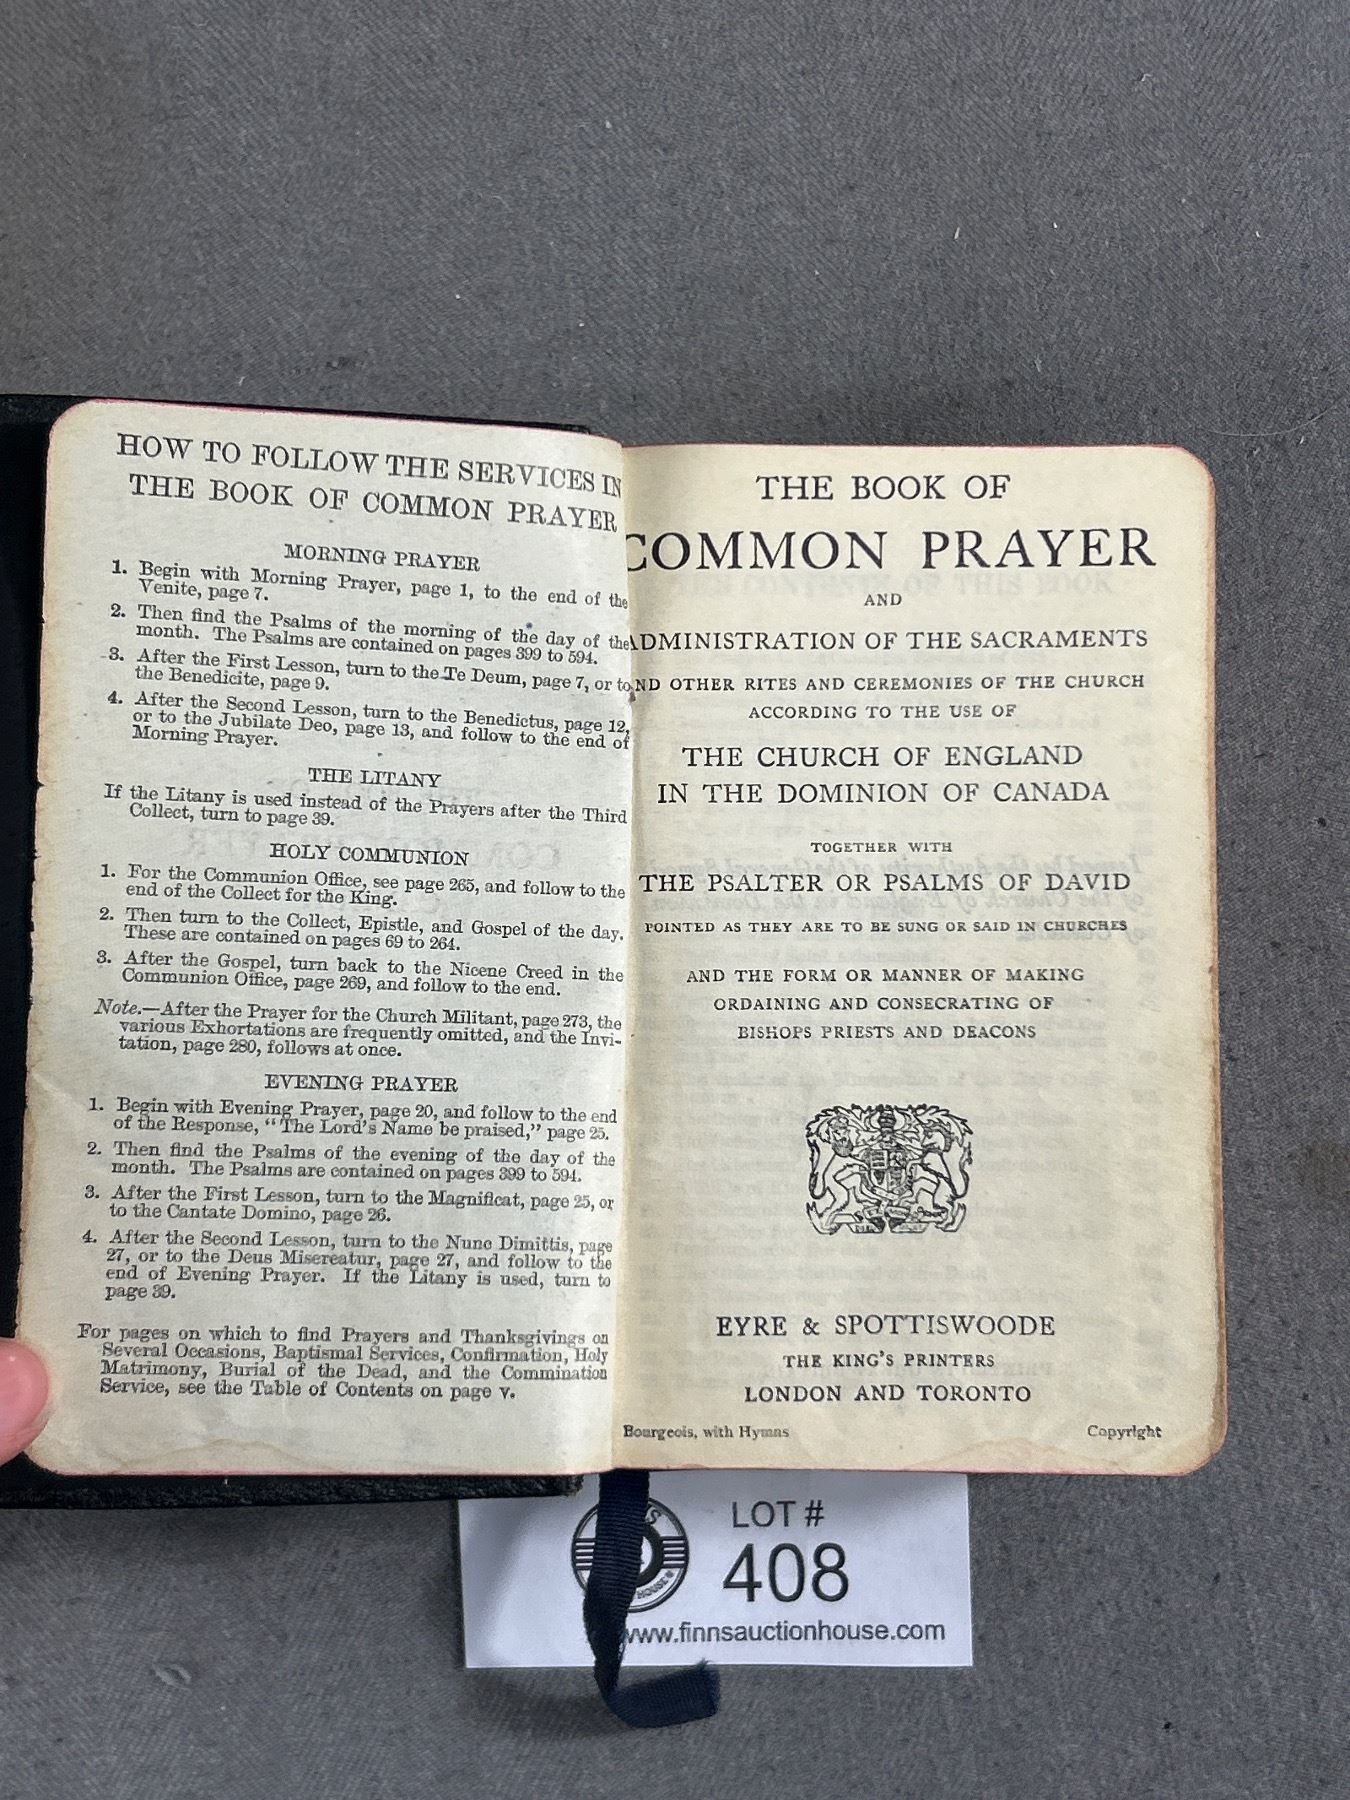 HOW TO FOLLOW THE SERVICES IN
THE BOOK OF COMMON PRAYER
MORNING PRAYER
1. Begin with Morning Prayer, page 1, to the end of the
Venite, page 7.
2. Then find the Psalms of the morning of the day of the
month. The Psalms are contained on pages 399 to 594.
3. After the First Lesson, turn to the Te Deum, page 7, or to
the Benedicite, page 9.
4. After the Second Lesson, turn to the Benedictus, page 12,
or to the Jubilate Deo, page 13, and follow to the end of
Morning Prayer.
THE LITANY
If the Litany is used instead of the Prayers after the Third
Collect, turn to page 39.
HOLY COMMUNION
1. For the Communion Office, see page 265, and follow to the
end of the Collect for the King.
2. Then turn to the Collect, Epistle, and Gospel of the day.
These are contained on pages 69 to 264.
3. After the Gospel, turn back to the Nicene Creed in the
Communion Office, page 269, and follow to the end.
Note.—After the Prayer for the Church Militant, page 273, the
various Exhortations are frequently omitted, and the Invi-
tation, page 280, follows at once.
EVENING PRAYER
1. Begin with Evening Prayer, page 20, and follow to the end
of the Response, "The Lord's Name be praised," page 25.
2. Then find the Psalms of the evening of the day of the
month. The Psalms are contained on pages 399 to 594.
3. After the First Lesson, turn to the Magnificat, page 25, or
to the Cantate Domino, page 26.
4. After the Second Lesson, turn to the Nunc Dimittis, page
27, or to the Deus Misereatur, page 27, and follow to the
end of Evening Prayer. If the Litany is used, turn to
page 39.
For pages on which to find Prayers and Thanksgivings on
Several Occasions, Baptismal Services, Confirmation, Holy
Matrimony, Burial of the Dead, and the Commination
Service, see the Table of Contents on page v.
THE BOOK OF
COMMON PRAYER
AND
ADMINISTRATION OF THE SACRAMENTS
ND OTHER RITES AND CEREMONIES OF THE CHURCH
ACCORDING TO THE USE OF
THE CHURCH OF ENGLAND
IN THE DOMINION OF CANADA
TOGETHER WITH
THE PSALTER OR PSALMS OF DAVID
POINTED AS THEY ARE TO BE SUNG OR SAID IN CHURCHES
AND THE FORM OR MANNER OF MAKING
ORDAINING AND CONSECRATING OF
BISHOPS PRIESTS AND DEACONS
EYRE & SPOTTISWOODE
THE KING'S PRINTERS
LONDON AND TORONTO
Bourgeois, with Hymns Copyright
LOT #
408
www.finnsauctionhouse.com